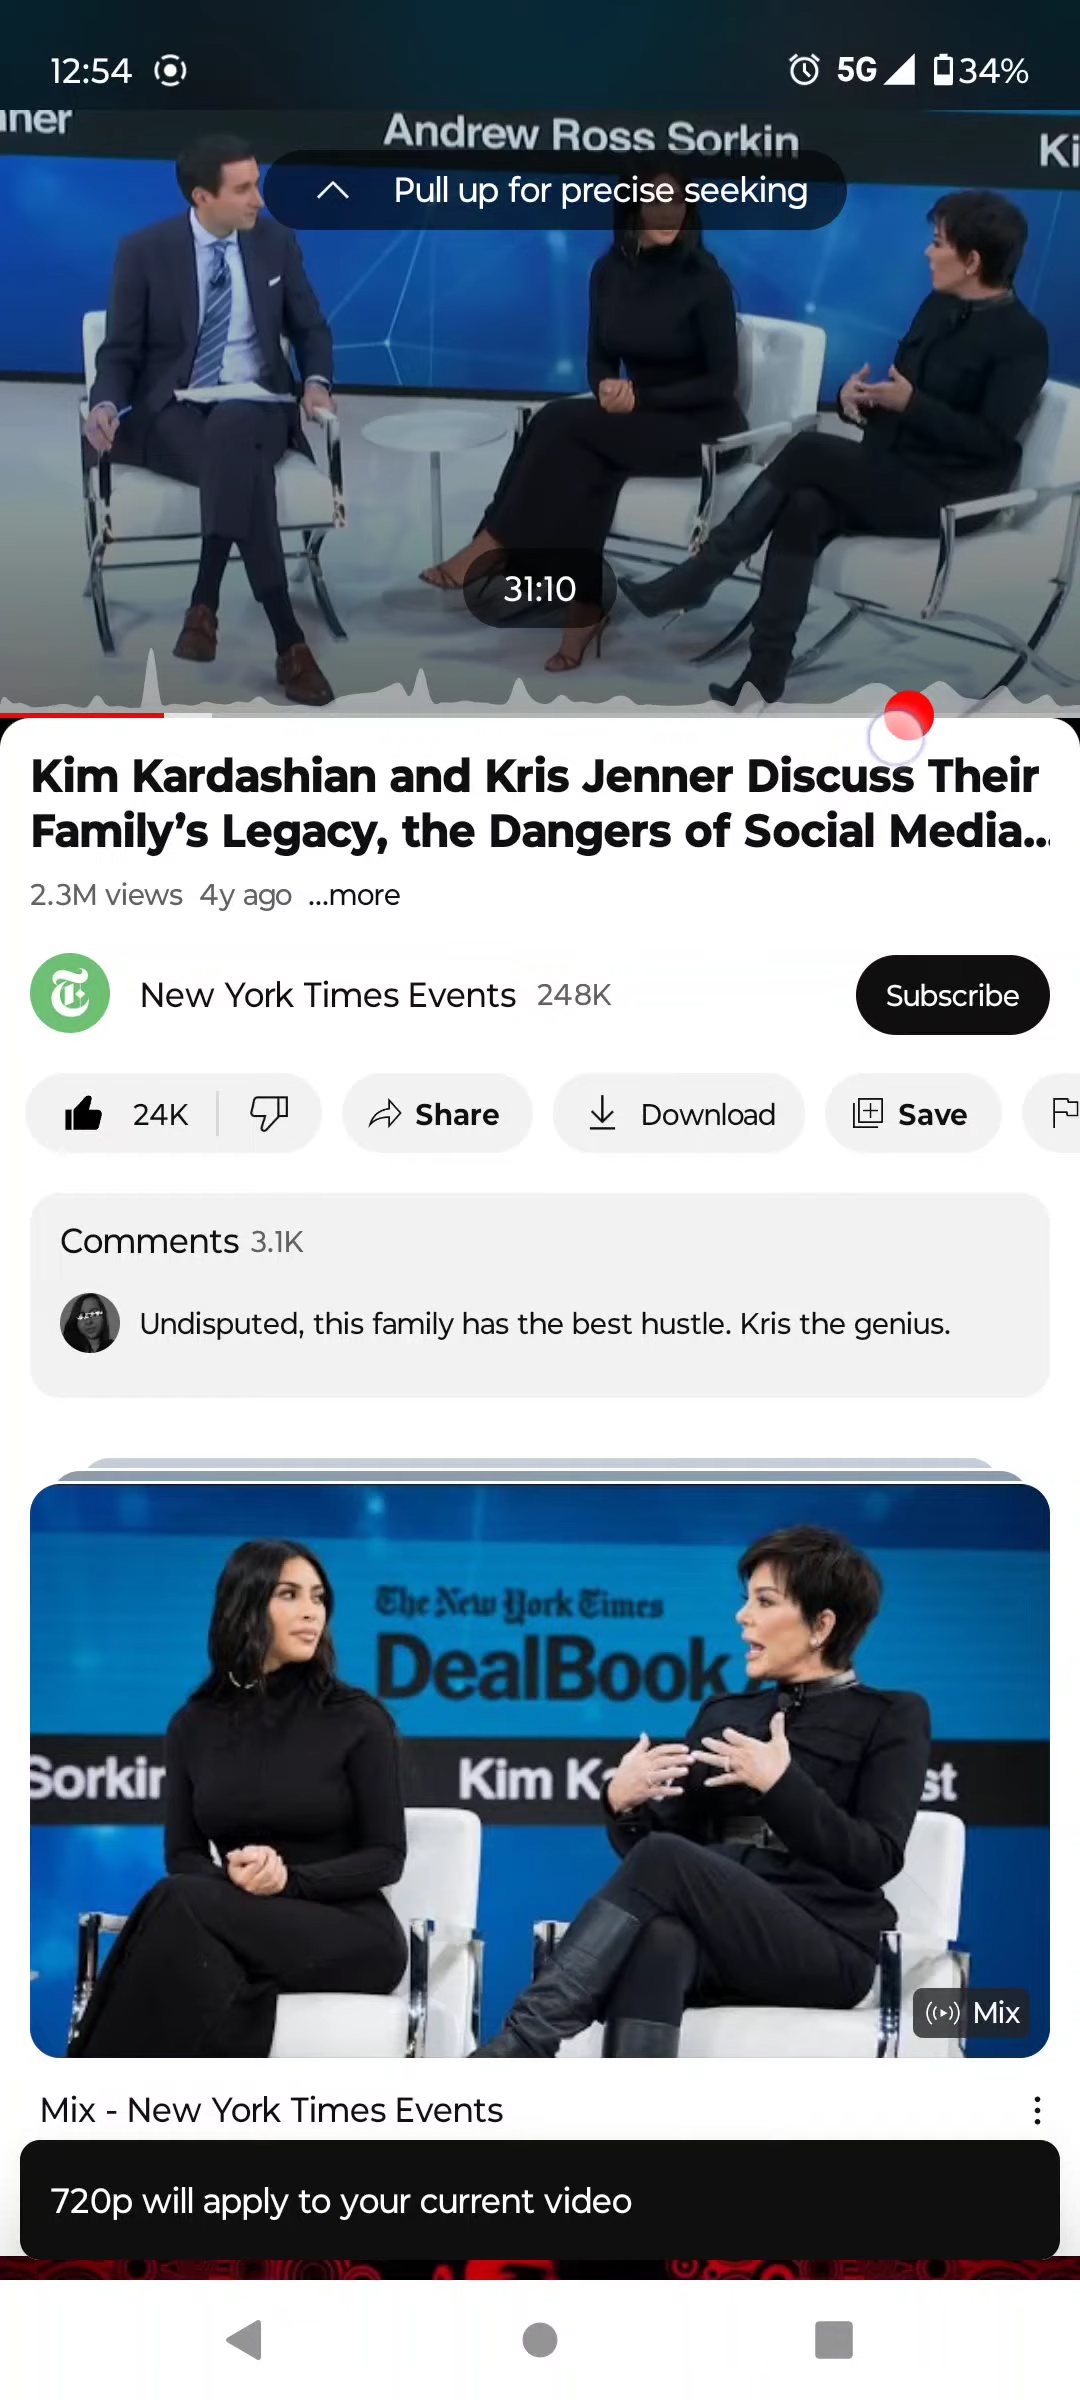 12:54 5G 34%
Andrew Ross Sorkin
Pull up for precise seeking
31:10
Kim Kardashian and Kris Jenner Discuss Their
Family’s Legacy, the Dangers of Social Media...
2.3M views 4y ago ...more
New York Times Events 248K
Subscribe
24K Share Download Save
Comments 3.1K
Undisputed, this family has the best hustle. Kris the genius.
The New York Times
DealBook
Sorkin
Kim K
st
Mix
Mix - New York Times Events
720p will apply to your current video